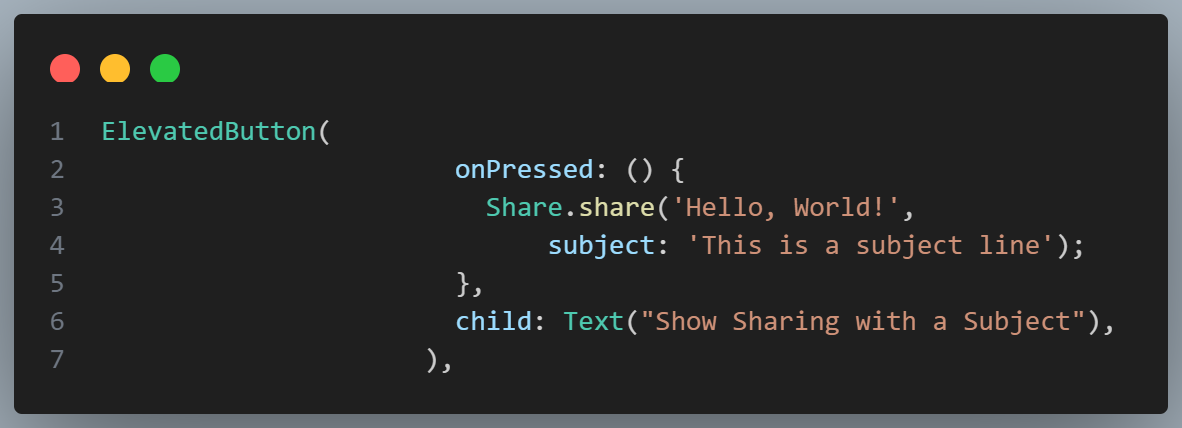 1 ElevatedButton(
2 onPressed: () {
3 Share.share('Hello, World!',
4 subject: 'This is a subject line');
5 },
6 child: Text("Show Sharing with a Subject"),
7 ),